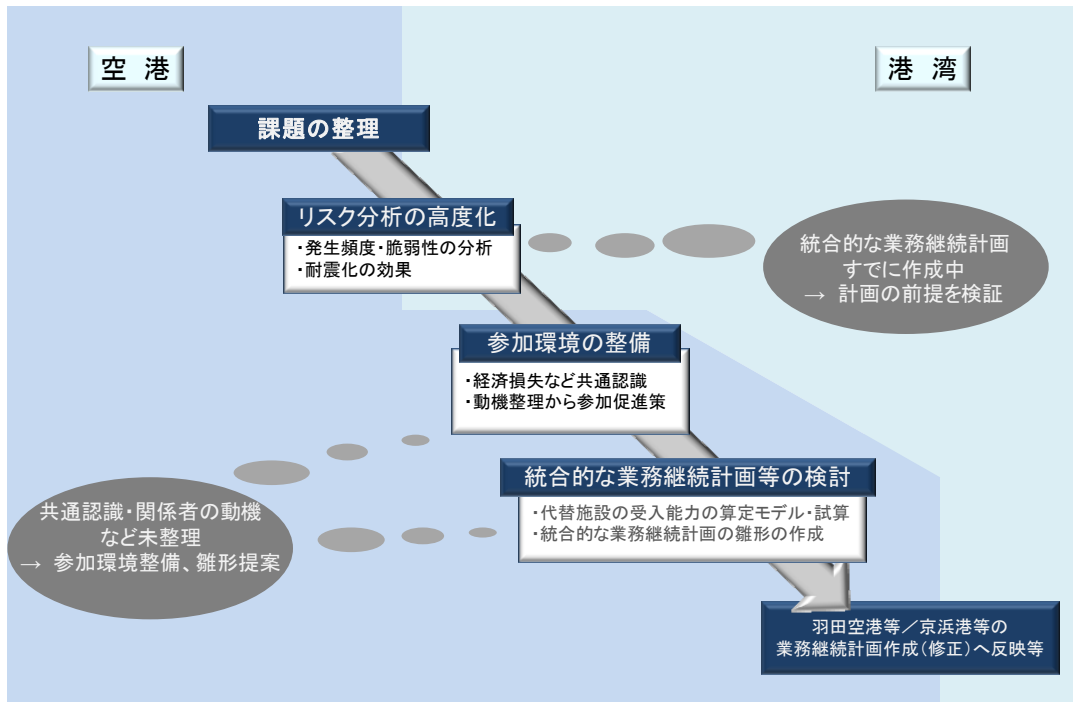 空 港
港 湾
課題の整理
リスク分析の高度化
・発生頻度・脆弱性の分析
・耐震化の効果
統合的な業務継続計画
すでに作成中
→ 計画の前提を検証
参加環境の整備
・経済損失など共通認識
・動機整理から参加促進策
統合的な業務継続計画等の検討
・代替施設の受入能力の算定モデル・試算
・統合的な業務継続計画の雛形の作成
共通認識・関係者の動機
など未整理
→ 参加環境整備、雛形提案
羽田空港等／京浜港等の
業務継続計画作成（修正）へ反映等